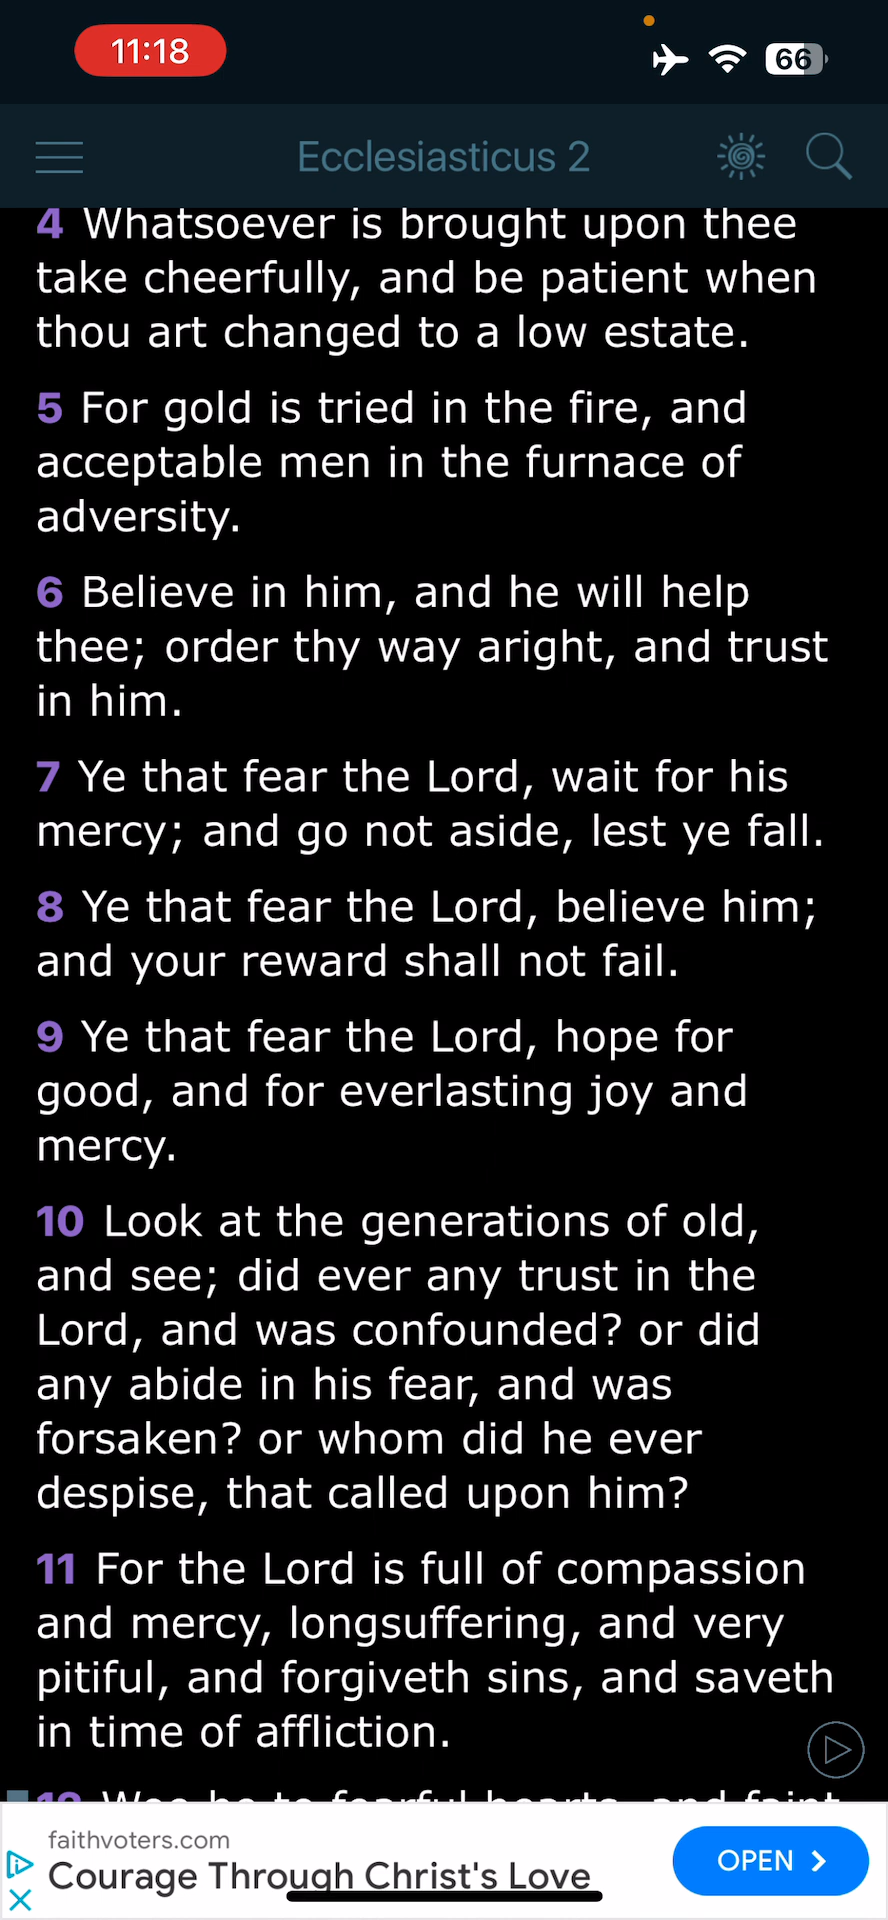 11:18
66
Ecclesiasticus 2
4 Whatsoever is brought upon thee
take cheerfully, and be patient when
thou art changed to a low estate.
5 For gold is tried in the fire, and
acceptable men in the furnace of
adversity.
6 Believe in him, and he will help
thee; order thy way aright, and trust
in him.
7 Ye that fear the Lord, wait for his
mercy; and go not aside, lest ye fall.
8 Ye that fear the Lord, believe him;
and your reward shall not fail.
9 Ye that fear the Lord, hope for
good, and for everlasting joy and
mercy.
10 Look at the generations of old,
and see; did ever any trust in the
Lord, and was confounded? or did
any abide in his fear, and was
forsaken? or whom did he ever
despise, that called upon him?
11 For the Lord is full of compassion
and mercy, longsuffering, and very
pitiful, and forgiveth sins, and saveth
in time of affliction.
12 Woe be to fearful hearts, and faint
faithvoters.com
Courage Through Christ's Love
OPEN